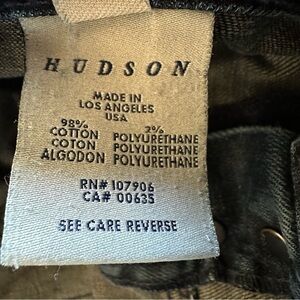 HUDSON
MADE IN
LOS ANGELES
USA
98% 2%
COTTON POLYURETHANE
COTON POLYURETHANE
ALGODON POLYURETHANE
RN# 107906
CA# 00635
SEE CARE REVERSE